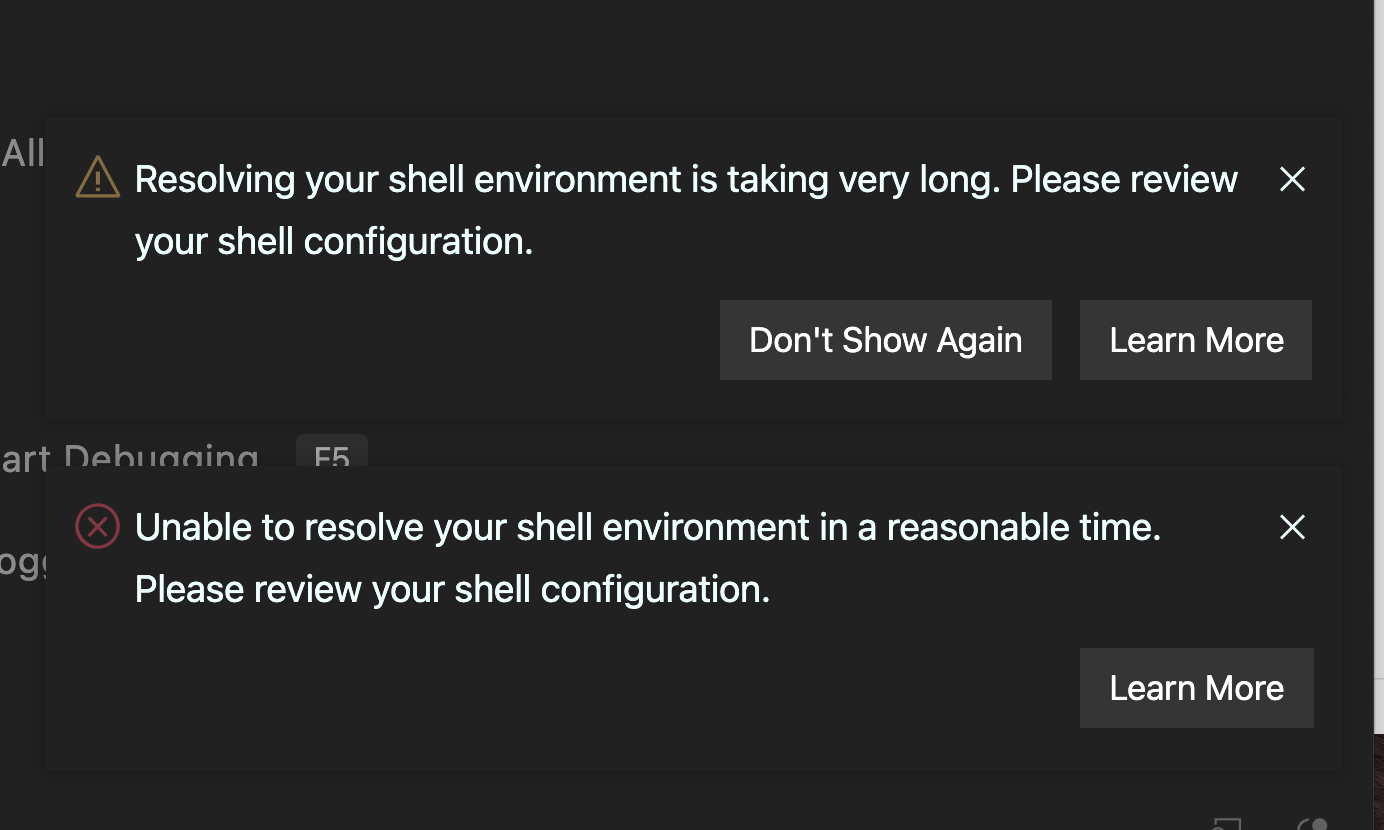 All
Resolving your shell environment is taking very long. Please review
your shell configuration.
Don't Show Again Learn More
art Debugging F5
Unable to resolve your shell environment in a reasonable time.
ogg
Please review your shell configuration.
Learn More